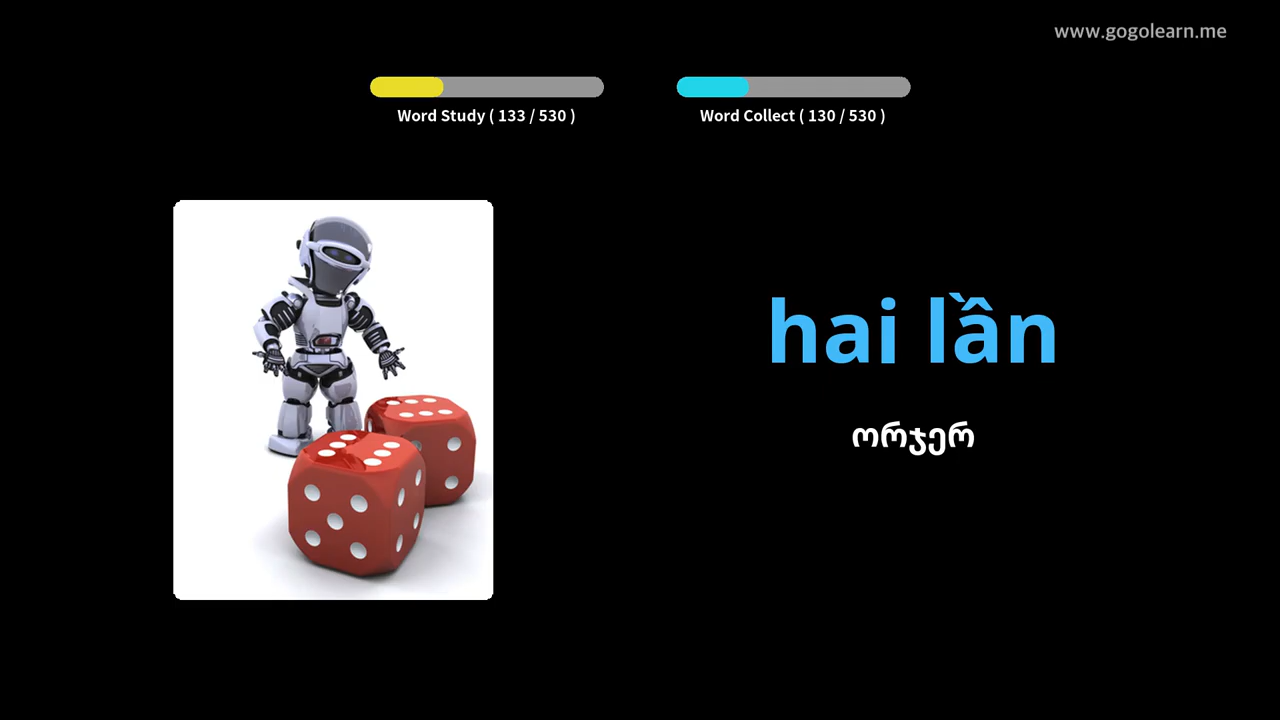 www.gogolearn.me
Word Study ( 133 / 530 )
Word Collect ( 130 / 530 )
hai lần
ორჯერ